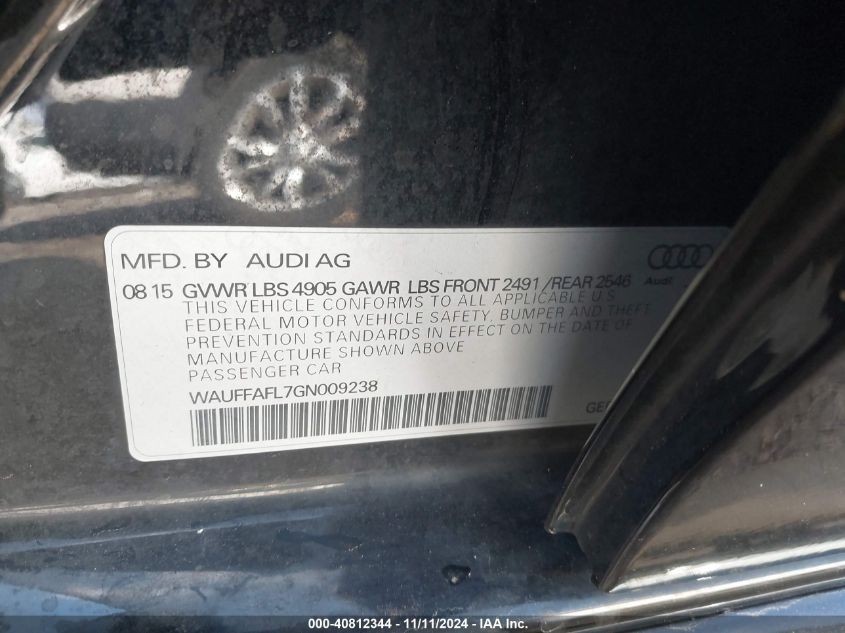 MFD. BY AUDI AG
08 15 GVWR LBS 4905 GAWR LBS FRONT 2491 /REAR 2546
Audi
THIS VEHICLE CONFORMS TO ALL APPLICABLE U.S
FEDERAL MOTOR VEHICLE SAFETY, BUMPER AND THEFT
PREVENTION STANDARDS IN EFFECT ON THE DATE OF
MANUFACTURE SHOWN ABOVE
PASSENGER CAR
WAUFFAFL7GN009238
000-40812344 - 11/11/2024 - IAA Inc.